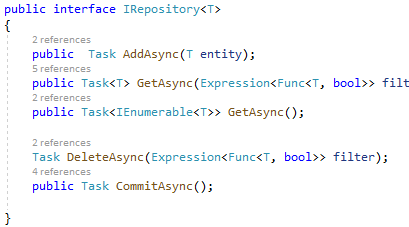 public interface IRepository<T>
{
2 references
public  Task AddAsync(T entity);
5 references
public Task<T> GetAsync(Expression<Func<T, bool>> filt
2 references
public Task<IEnumerable<T>> GetAsync();
2 references
Task DeleteAsync(Expression<Func<T, bool>> filter);
4 references
public Task CommitAsync();
}